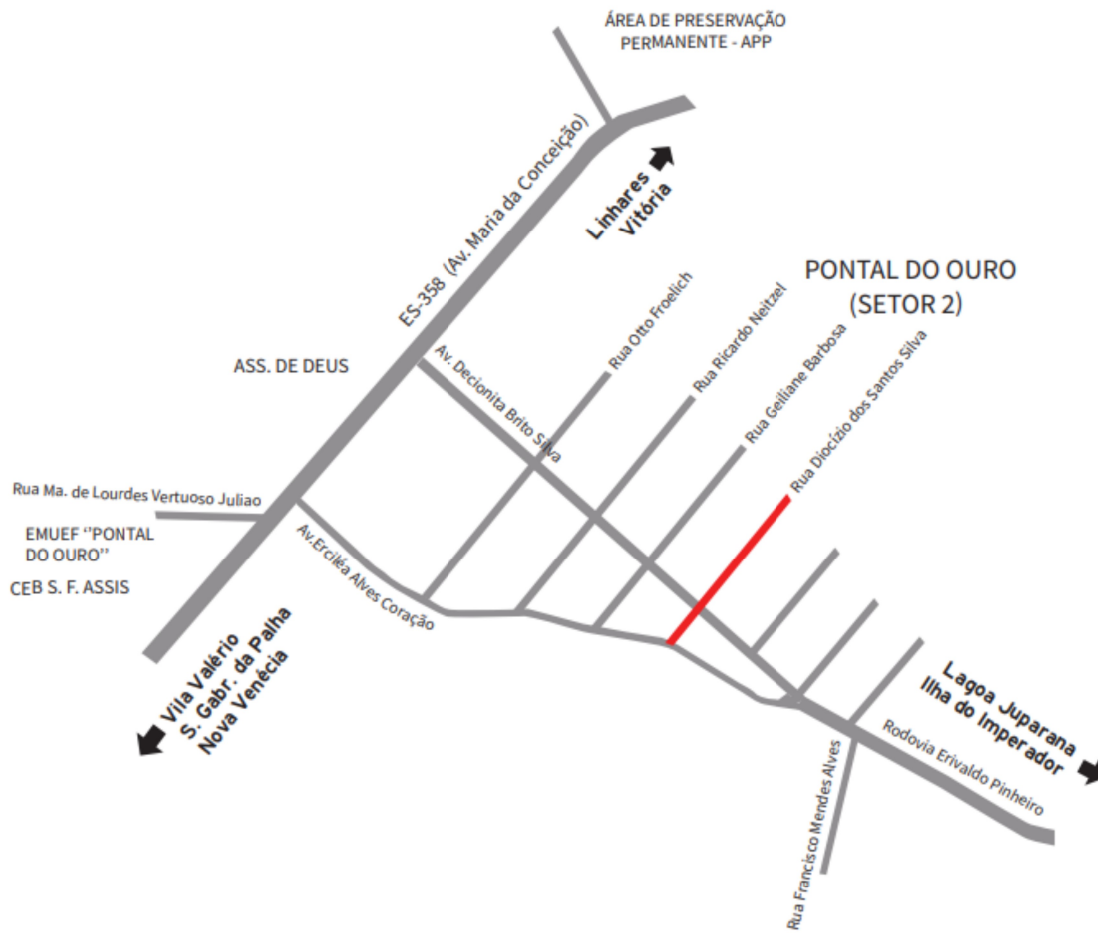 ÁREA DE PRESERVAÇÃO
PERMANENTE - APP
ES-358 (Av. Maria da Conceição)
Linhares
Vitória
PONTAL DO OURO
(SETOR 2)
Rua Otto Froelich
Rua Ricardo Neitzel
Rua Geiliane Barbosa
Rua Diocízio dos Santos Silva
ASS. DE DEUS
Av. Decionita Brito Silva
Rua Ma. de Lourdes Vertuoso Juliao
EMUEF “PONTAL
DO OURO”
CEB S. F. ASSIS
Av.Erciléa Alves Coração
Vila Valério
S. Gabr. da Palha
Nova Venécia
Lagoa Juparana
Ilha do Imperador
Rodovia Erivaldo Pinheiro
Rua Francisco Mendes Alves